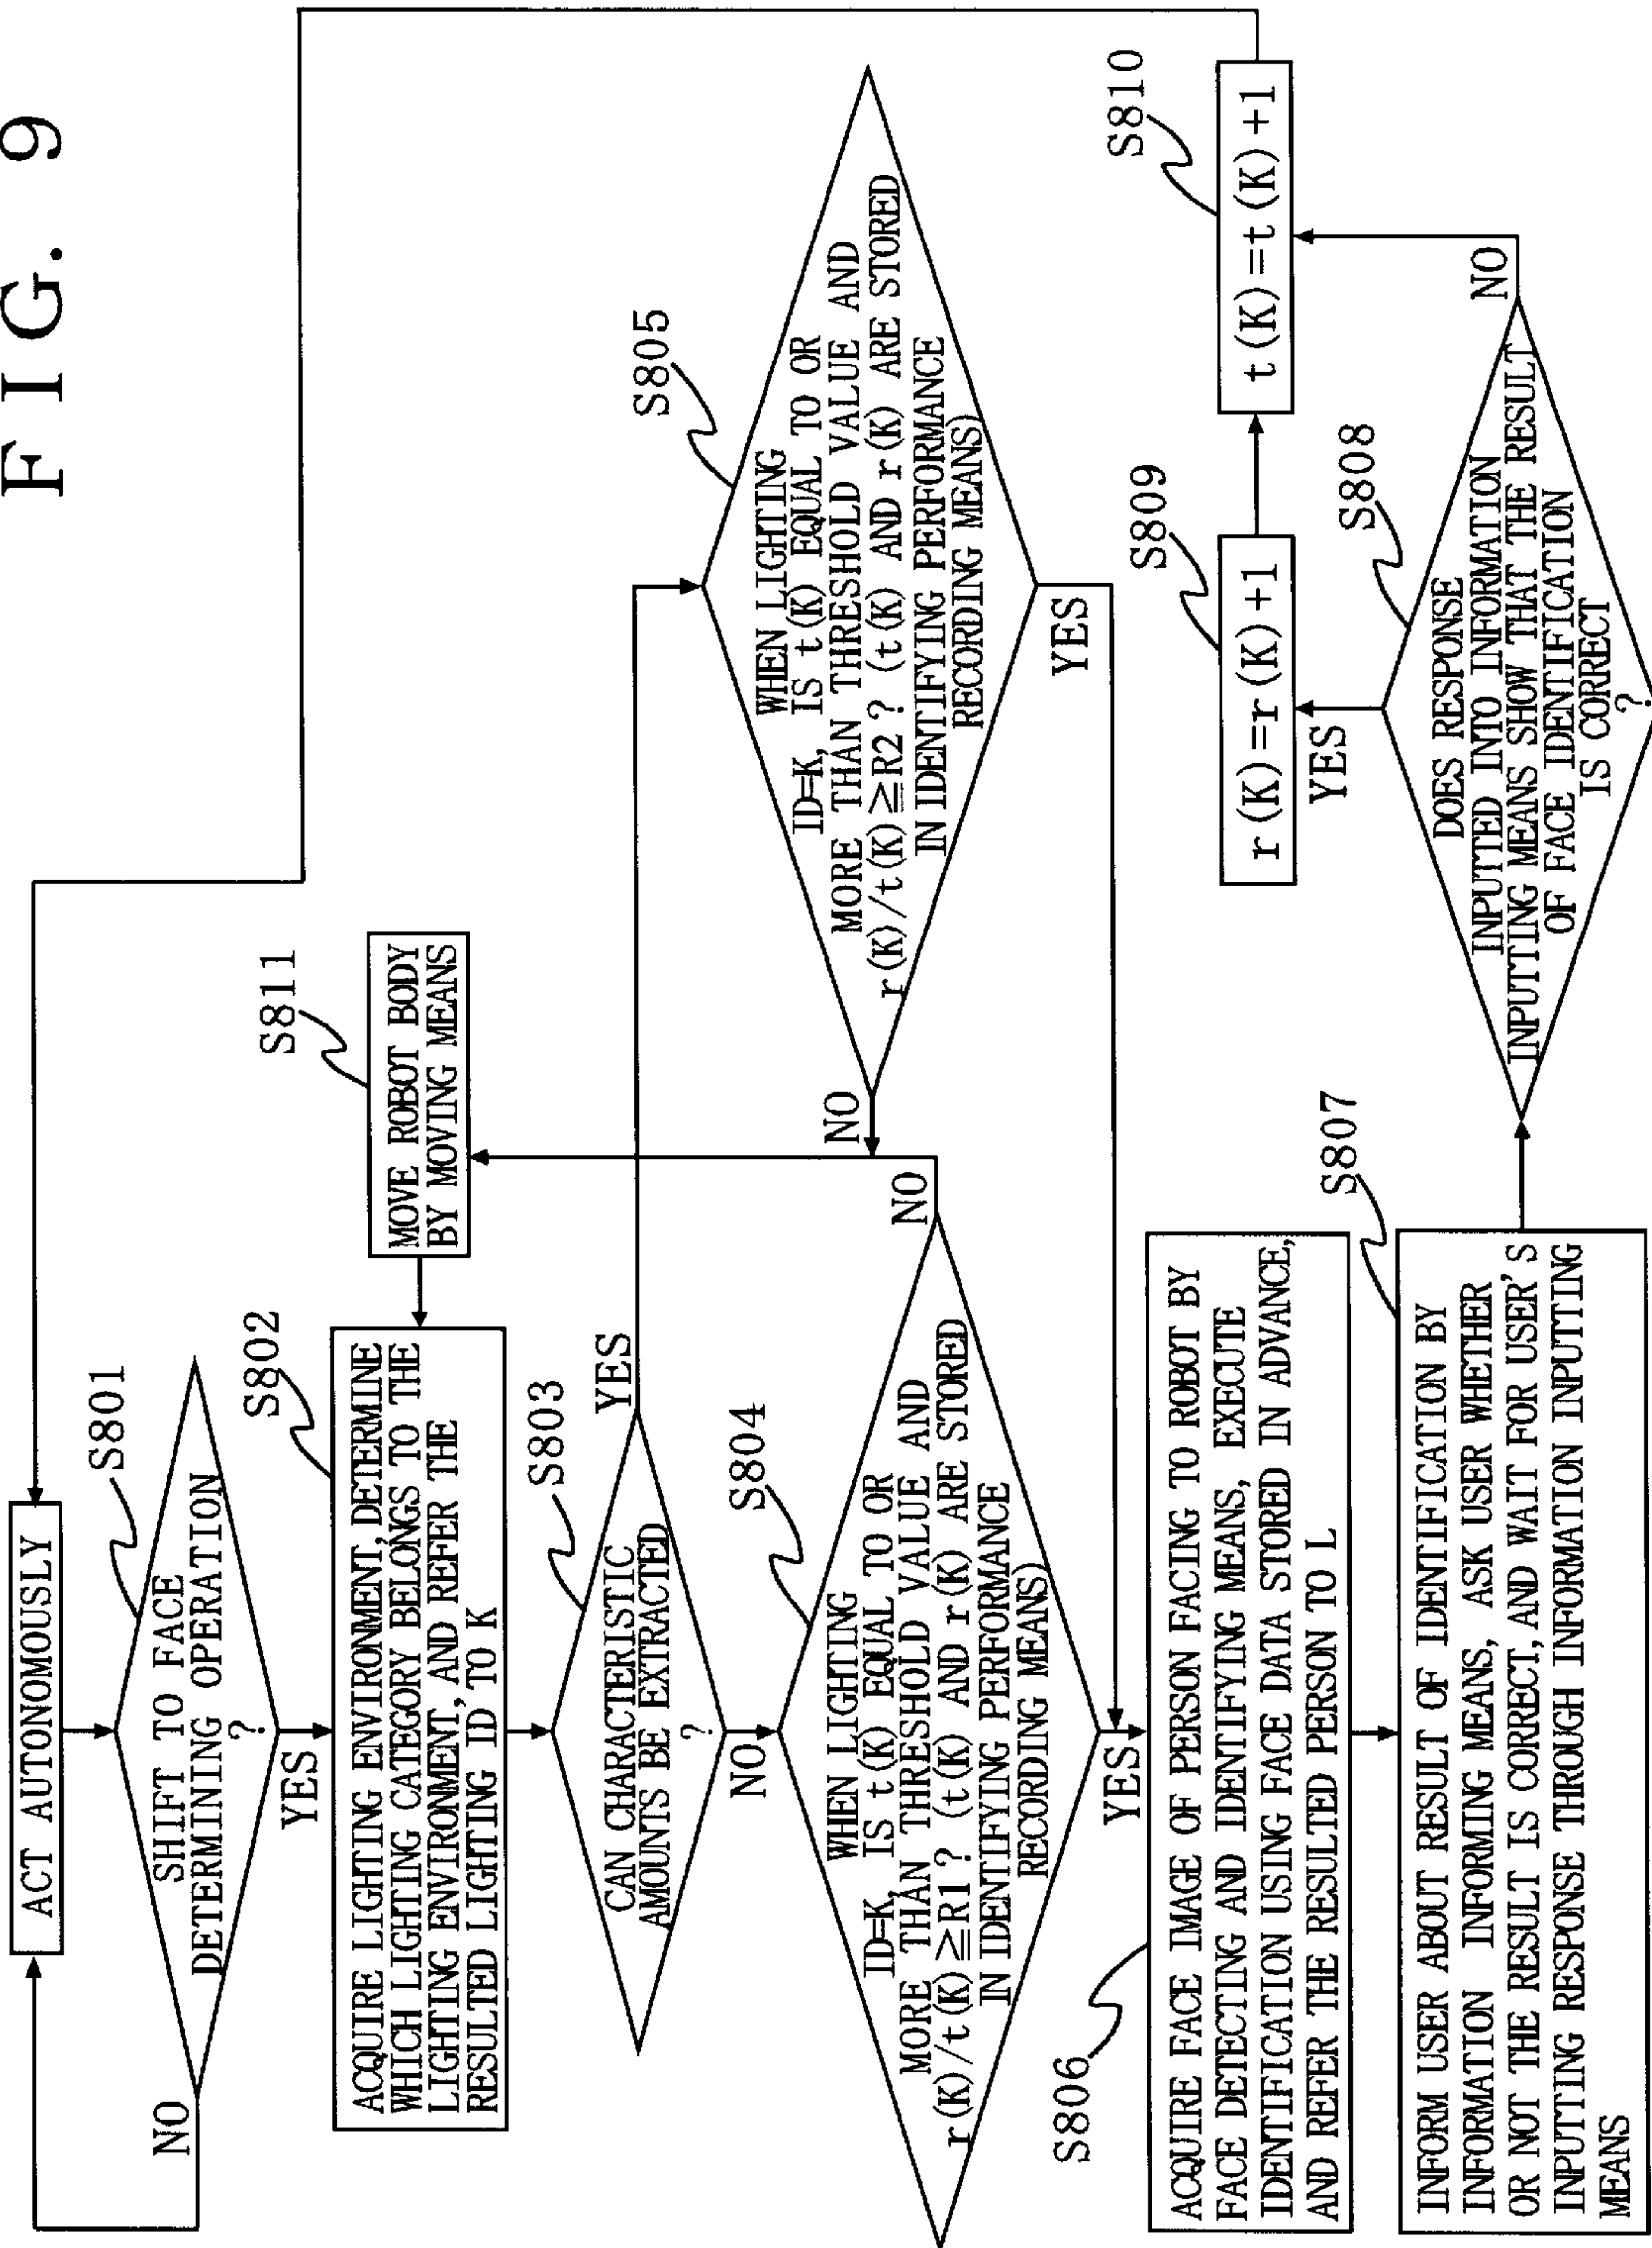 FIG. 9
ACT AUTONOMOUSLY
S801
SHIFT TO FACE
DETERMINING OPERATION
?
NO
YES
S802
ACQUIRE LIGHTING ENVIRONMENT, DETERMINE
WHICH LIGHTING CATEGORY BELONGS TO THE
LIGHTING ENVIRONMENT, AND REFER THE
RESULTED LIGHTING ID TO K
S811
MOVE ROBOT BODY
BY MOVING MEANS
S803
CAN CHARACTERISTIC
AMOUNTS BE EXTRACTED
?
YES
NO
S804
WHEN LIGHTING
ID=K, IS t(K) EQUAL TO OR
MORE THAN THRESHOLD VALUE AND
r(K)/t(K)≧R1? (t(K) AND r(K) ARE STORED
IN IDENTIFYING PERFORMANCE
RECORDING MEANS)
NO
YES
S805
WHEN LIGHTING
ID=K, IS t(K) EQUAL TO OR
MORE THAN THRESHOLD VALUE AND
r(K)/t(K)≧R2? (t(K) AND r(K) ARE STORED
IN IDENTIFYING PERFORMANCE
RECORDING MEANS)
NO
YES
S806
ACQUIRE FACE IMAGE OF PERSON FACING TO ROBOT BY
FACE DETECTING AND IDENTIFYING MEANS, EXECUTE
IDENTIFICATION USING FACE DATA STORED IN ADVANCE,
AND REFER THE RESULTED PERSON TO L
S807
INFORM USER ABOUT RESULT OF IDENTIFICATION BY
INFORMATION INFORMING MEANS, ASK USER WHETHER
OR NOT THE RESULT IS CORRECT, AND WAIT FOR USER'S
INPUTTING RESPONSE THROUGH INFORMATION INPUTING
MEANS
S808
DOES RESPONSE
INPUTTED INTO INFORMATION
INPUTTING MEANS SHOW THAT THE RESULT
OF FACE IDENTIFICATION
IS CORRECT
?
YES
NO
S809
r(K)=r(K)+1
S810
t(K)=t(K)+1